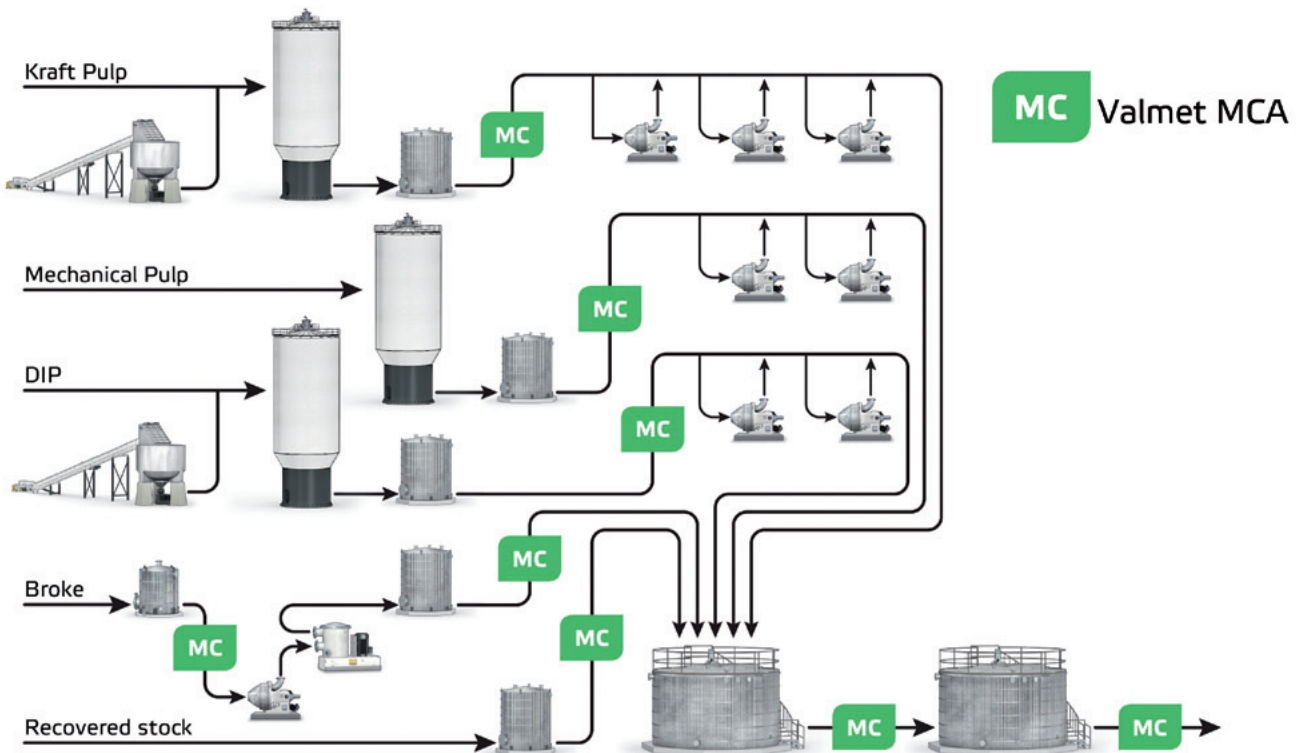 Kraft Pulp
MC
MC Valmet MCA
Mechanical Pulp
MC
DIP
MC
MC
Broke
MC
MC
Recovered stock
MC
MC